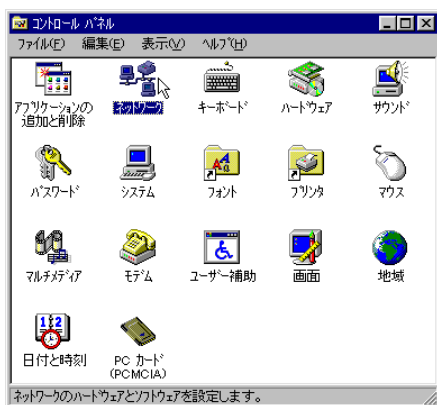 コントロール パネル
ファイル(F) 編集(E) 表示(V) ヘルプ(H)
アプリケーションの
追加と削除
ネットワーク
キーボード
ハードウェア
サウンド
パスワード
システム
フォント
プリンタ
マウス
マルチメディア
モデム
ユーザー補助
画面
地域
12
日付と時刻
PC カード
(PCMCIA)
ネットワークのハードウェアとソフトウェアを設定します。